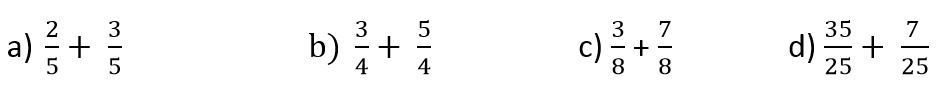 a) 2/5 + 3/5 b) 3/4 + 5/4 c) 3/8 + 7/8 d) 35/25 + 7/25